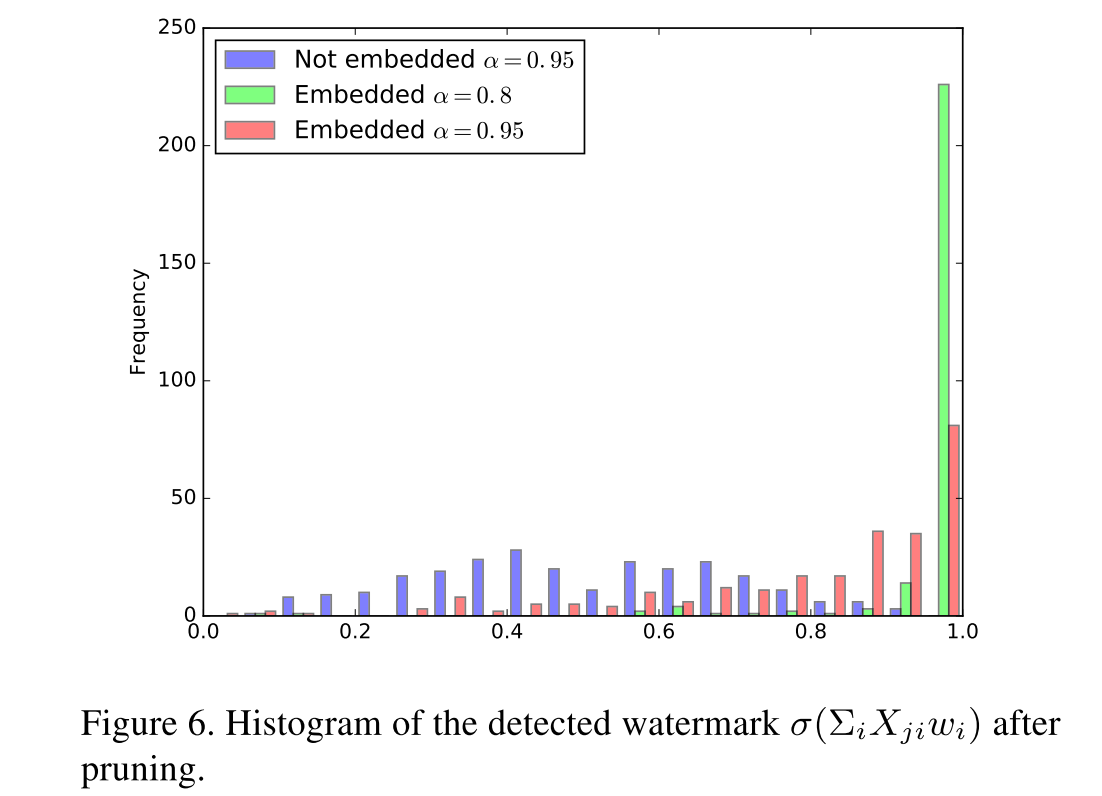 250
200
150
100
50
0
Frequency
Not embedded α = 0.95
Embedded α = 0.8
Embedded α = 0.95
0.0 0.2 0.4 0.6 0.8 1.0
Figure 6. Histogram of the detected watermark σ(Σ_i X_{ji} w_i) after
pruning.